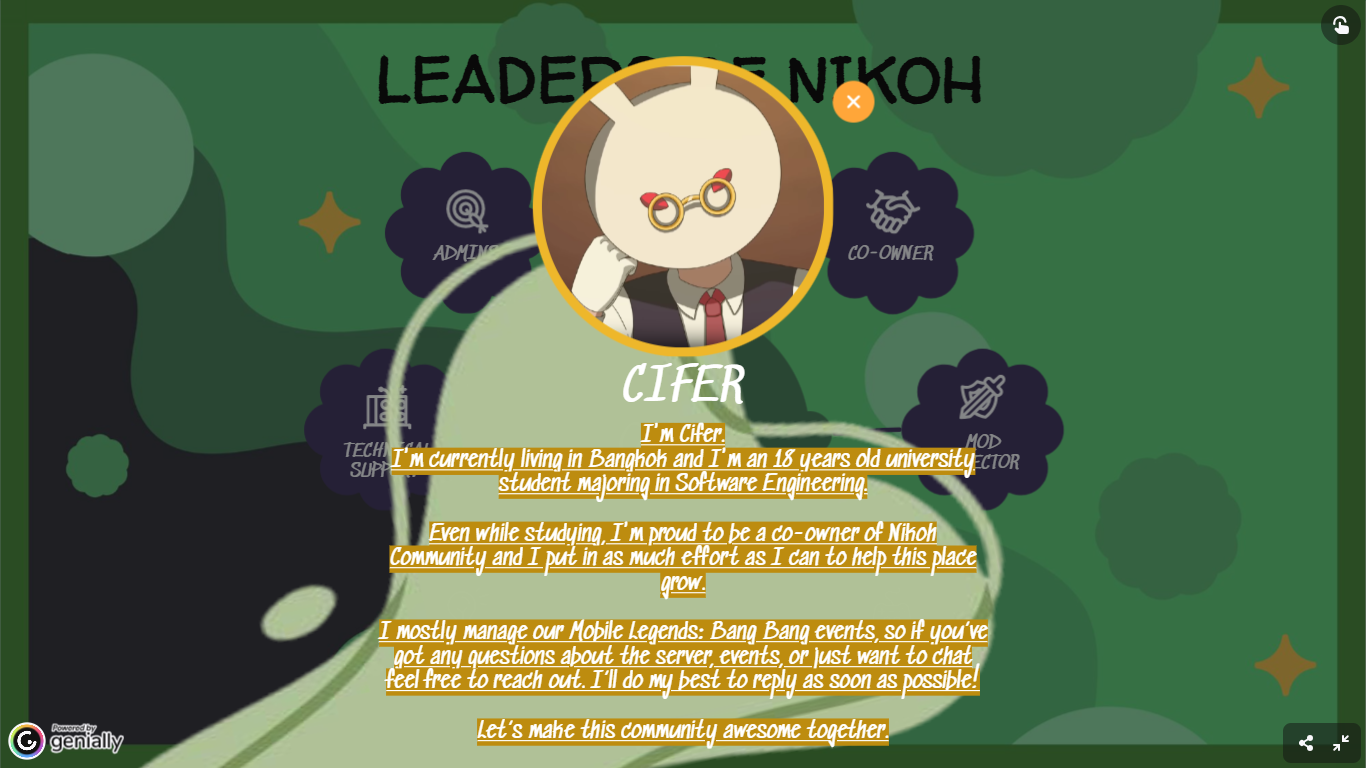 LEADERS OF NIKOH
ADMINS
CO-OWNER
CIFER
TECHNICAL
SUPPORT
MOD
I'm Cifer.
I'm currently living in Bangkok and I'm an 18 years old university
student majoring in Software Engineering.
Even while studying, I'm proud to be a co-owner of Nikoh
Community and I put in as much effort as I can to help this place
grow.
I mostly manage our Mobile Legends: Bang Bang events, so if you've
got any questions about the server, events, or just want to chat
feel free to reach out. I'll do my best to reply as soon as possible!
Let's make this community awesome together.
Powered by
genially